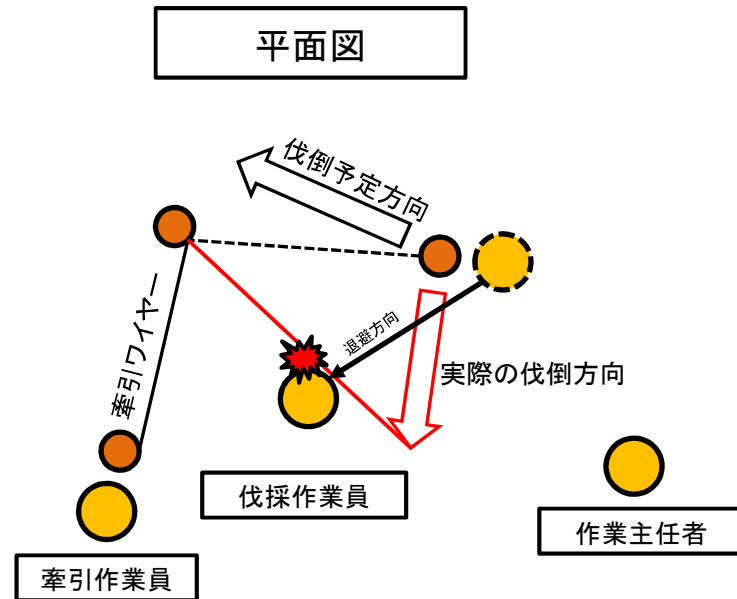 平面図
伐倒予定方向
退避方向
牽引ワイヤー
実際の伐倒方向
伐採作業員
作業主任者
牽引作業員